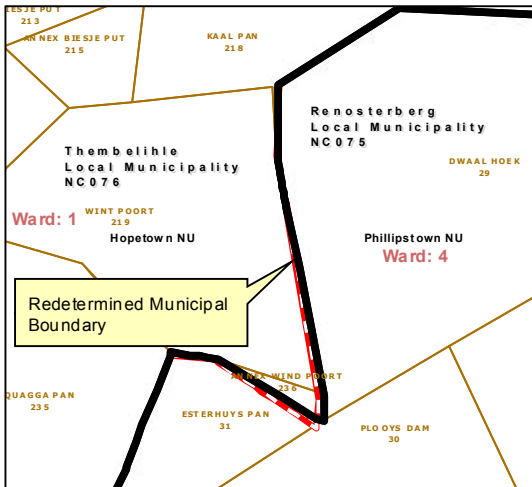 IESJE PUT
213
ANNEX BIESJE PUT
215
KAAL PAN
218
Renosterberg
Local Municipality
NC075
Thembelihle
Local Municipality
NC076
DWAAL HOEK
29
Ward: 1
WINT POORT
219
Hopetown NU
Phillipstown NU
Ward: 4
Redetermined Municipal
Boundary
ANNEX WIND POORT
236
QUAGGA PAN
235
ESTERHUYS PAN
31
PLOOYS DAM
30